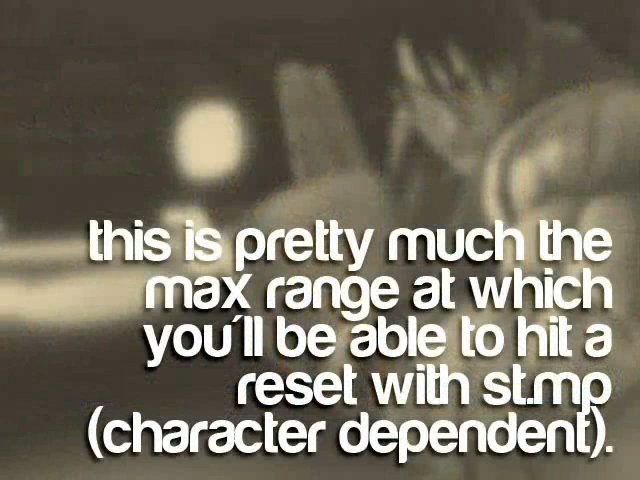 this is pretty much the
max range at which
you'll be able to hit a
reset with st.mp
(character dependent).